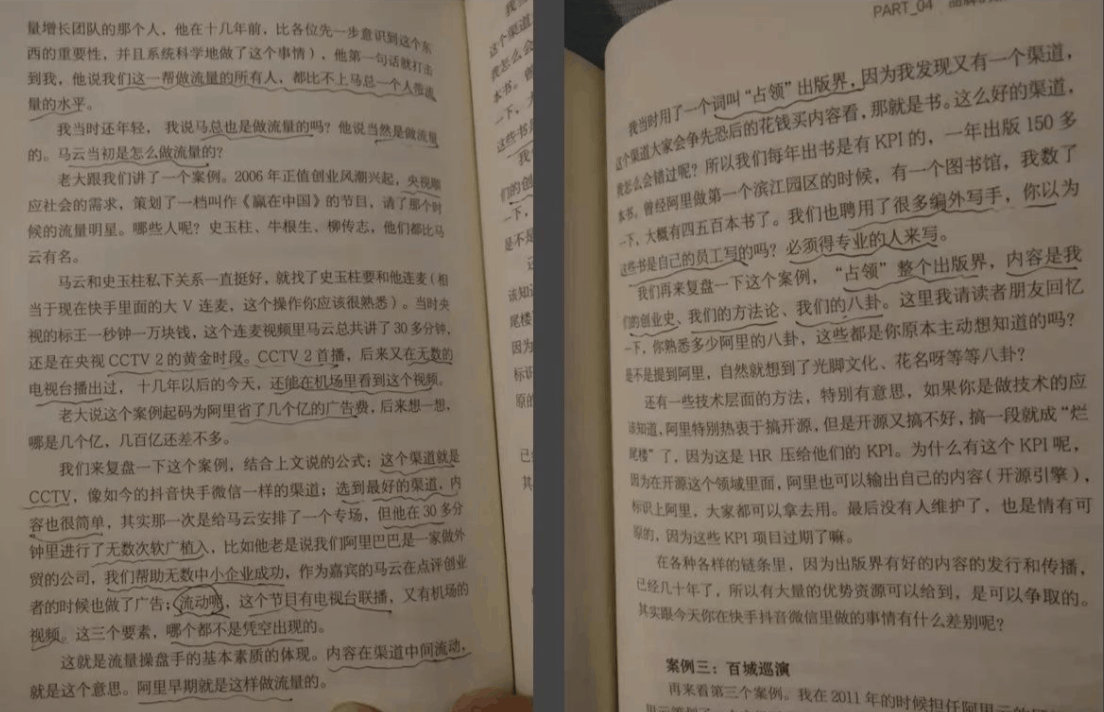 量增长团队的那个人，他在十几年前，比各位先一步意识到这个东
西的重要性，并且系统科学地做了这个事情），他第一句话就打击
到我，他说我们这一帮做流量的所有人，都比不上马总一个人做流
量的水平。
我当时还年轻，我说马总也是做流量的吗？他说当然是做流量
的。马云当初是怎么做流量的？
老大跟我们讲了一个案例。2006 年正值创业风潮兴起，央视顺
应社会的需求，策划了一档叫作《赢在中国》的节目，请了那个时
候的流量明星。哪些人呢？史玉柱、牛根生、柳传志，他们都比马
云有名。
马云和史玉柱私下关系一直挺好，就找了史玉柱要和他连麦（相
当于现在快手里面的大 V 连麦，这个操作你应该很熟悉）。当时央
视的标王一秒钟一万块钱，这个连麦视频里马云总共讲了 30 多分钟，
还是在央视 CCTV 2 的黄金时段。CCTV 2 首播，后来又在无数的
电视台播出过，十几年以后的今天，还能在机场里看到这个视频。
老大说这个案例起码为阿里省了几个亿的广告费，后来想一想，
哪是几个亿，几百亿还差不多。
我们来复盘一下这个案例，结合上文说的公式：这个渠道就是
CCTV，像如今的抖音快手微信一样的渠道；选到最好的渠道，内
容也很简单，其实那一次是给马云安排了一个专场，但他在 30 多分
钟里进行了无数次软广植入，比如他老是说我们阿里巴巴是一家做外
贸的公司，我们帮助无数中小企业成功，作为嘉宾的马云在点评创业
者的时候也做了广告；流动呢，这个节目有电视台联播，又有机场的
视频。这三个要素，哪个都不是凭空出现的。
这就是流量操盘手的基本素质的体现。内容在渠道中间流动，
就是这个意思。阿里早期就是这样做流量的。
PART_04
我当时用了一个词叫“占领”出版界，因为我发现又有一个渠道，
这个渠道大家会争先恐后的花钱买内容看，那就是书。这么好的渠道，
我怎么会错过呢？所以我们每年出书是有 KPI 的，一年出版 150 多
本书。曾经阿里做第一个滨江园区的时候，有一个图书馆，我数了
一下，大概有四五百本书了。我们也聘用了很多编外写手，你以为
这些书是自己的员工写的吗？必须得专业的人来写。
我们再来复盘一下这个案例，“占领”整个出版界，内容是我
们的创业史、我们的方法论、我们的八卦。这里我请读者朋友回忆
一下，你熟悉多少阿里的八卦，这些都是你原本主动想知道的吗？
是不是提到阿里，自然就想到了光脚文化、花名呀等等八卦？
还有一些技术层面的方法，特别有意思，如果你是做技术的应
该知道，阿里特别热衷于搞开源，但是开源又搞不好，搞一段就成“烂
尾楼”了，因为这是 HR 压给他们的 KPI。为什么有这个 KPI 呢，
因为在开源这个领域里面，阿里也可以输出自己的内容（开源引擎），
标识上阿里，大家都可以拿去用。最后没有人维护了，也是情有可
原的，因为这些 KPI 项目过期了嘛。
在各种各样的链条里，因为出版界有好的内容的发行和传播，
已经几十年了，所以有大量的优势资源可以给到，是可以争取的。
其实跟今天你在快手抖音微信里做的事情有什么差别呢？
案例三：百城巡演
再来看第三个案例。我在 2011 年的时候担任阿里云的